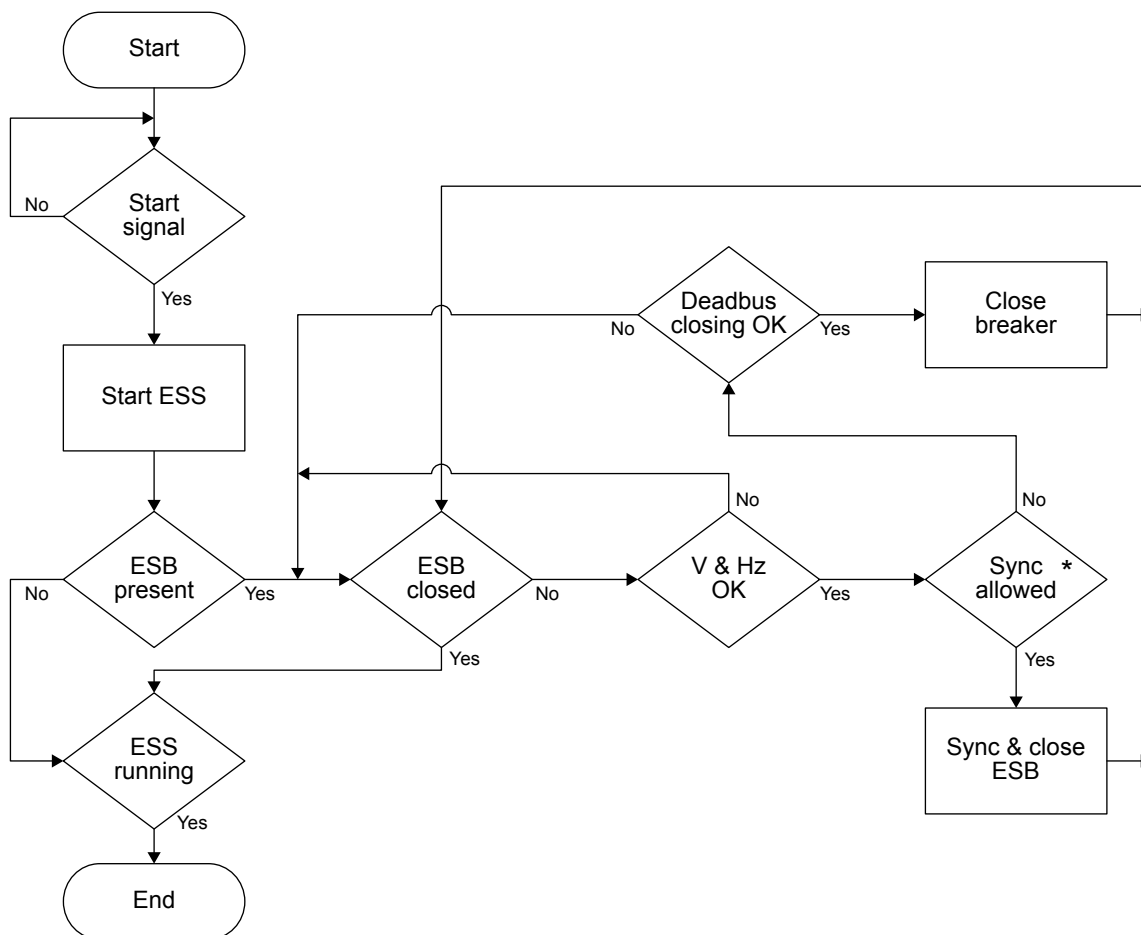 Start
Start
signal
No
Yes
Start ESS
ESB
present
No
Yes
ESB
closed
No
Yes
V & Hz
OK
No
Yes
Sync *
allowed
No
Yes
Deadbus
closing OK
No
Yes
Close
breaker
Sync & close
ESB
ESS
running
Yes
End